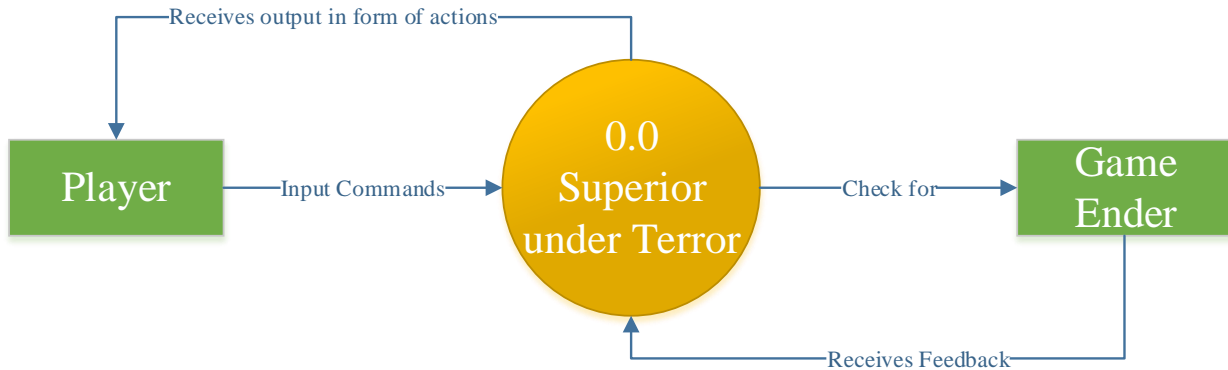 Receives output in form of actions
Player
Input Commands
0.0
Superior
under Terror
Check for
Game
Ender
Receives Feedback